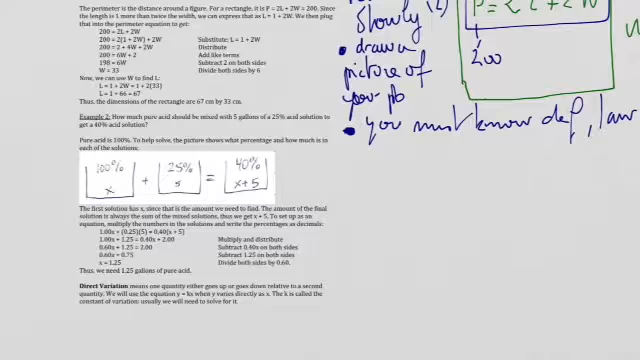 The perimeter is the distance around a figure. For a rectangle, it is P = 2L + 2W = 200. Since
the length is 1 more than twice the width, we can express that as L = 1 + 2W. We then plug
that into the perimeter equation to get:
200 = 2L + 2W
200 = 2(1 + 2W) + 2W Substitute: L = 1 + 2W
200 = 2 + 4W + 2W Distribute
200 = 6W + 2 Add like terms
198 = 6W Subtract 2 on both sides
W = 33 Divide both sides by 6
Now, we can use W to find L:
L = 1 + 2W = 1 + 2(33)
L = 1 + 66 = 67
Thus, the dimensions of the rectangle are 67 cm by 33 cm.
Example 2: How much pure acid should be mixed with 5 gallons of a 25% acid solution to
get a 40% acid solution?
Pure acid is 100%. To help solve, the picture shows what percentage and how much is in
each of the solutions:
100% 25% 40%
x + 5 = x + 5
The first solution has x, since that is the amount we need to find. The amount of the final
solution is always the sum of the mixed solutions, thus we get x + 5. To set up as an
equation, multiply the numbers in the solutions and write the percentages as decimals:
1.00x + (0.25)(5) = 0.40(x + 5)
1.00x + 1.25 = 0.40x + 2.00 Multiply and distribute
0.60x + 1.25 = 2.00 Subtract 0.40x on both sides
0.60x = 0.75 Subtract 1.25 on both sides
x = 1.25 Divide both sides by 0.60.
Thus, we need 1.25 gallons of pure acid.
Direct Variation means one quantity either goes up or goes down relative to a second
quantity. We will use the equation y = kx when y varies directly as x. The k is called the
constant of variation; usually we will need to solve for it.
slowly (2)
P = 2L + 2W
200
• draw a
picture of
your pb
• you must know def, law